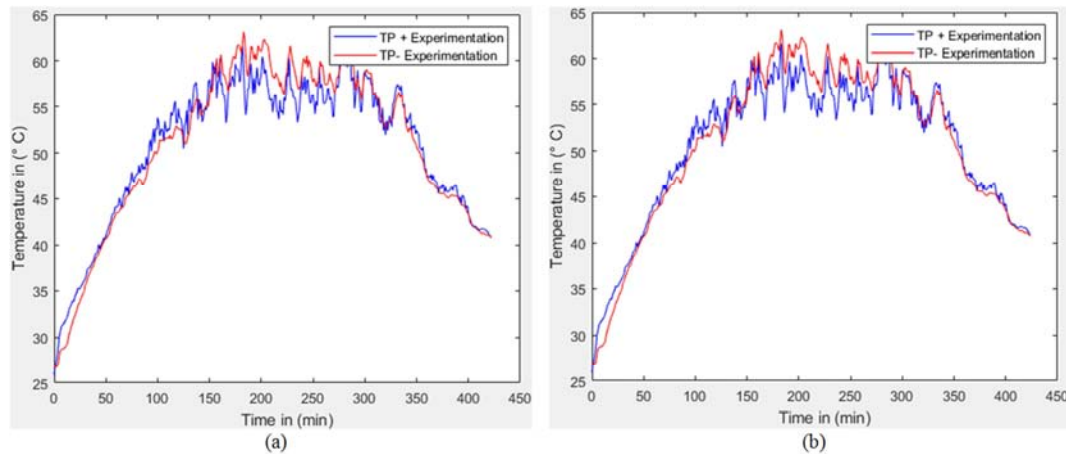 65
60
55
50
45
40
35
30
25
Temperature in (° C)
TP + Experimentation
TP- Experimentation
0 50 100 150 200 250 300 350 400 450
Time in (min)
(a)
65
60
55
50
45
40
35
30
25
Temperature in (° C)
TP + Experimentation
TP- Experimentation
0 50 100 150 200 250 300 350 400 450
Time in (min)
(b)